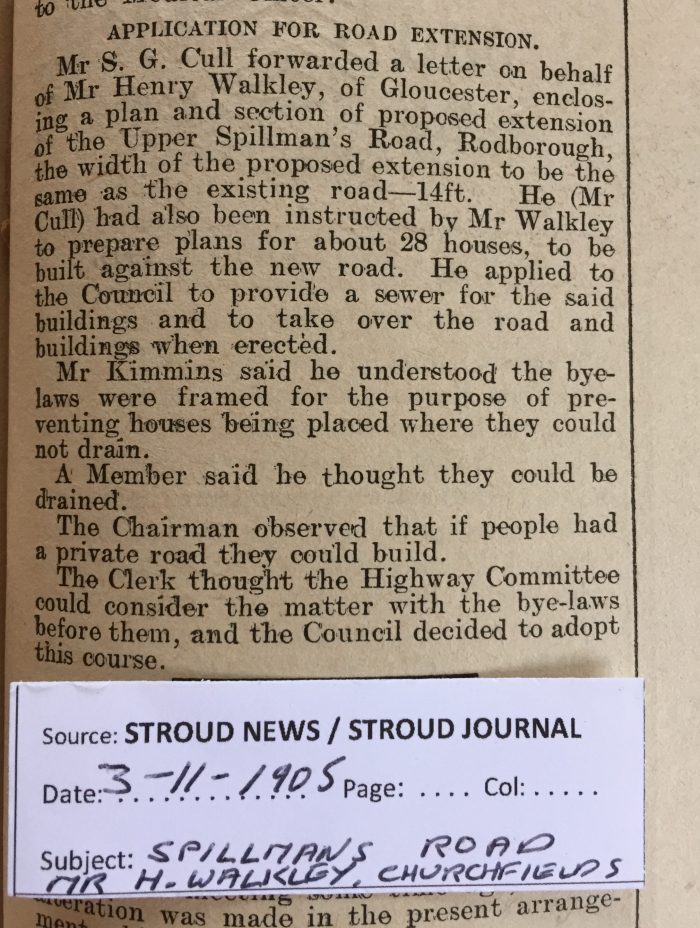 to the Medical Officer.
APPLICATION FOR ROAD EXTENSION.
Mr S. G. Cull forwarded a letter on behalf
of Mr Henry Walkley, of Gloucester, enclos-
ing a plan and section of proposed extension
of the Upper Spillman's Road, Rodborough,
the width of the proposed extension to be the
same as the existing road—14ft. He (Mr
Cull) had also been instructed by Mr Walkley
to prepare plans for about 28 houses, to be
built against the new road. He applied to
the Council to provide a sewer for the said
buildings and to take over the road and
buildings when erected.
Mr Kimmins said he understood the bye-
laws were framed for the purpose of pre-
venting houses being placed where they could
not drain.
A Member said he thought they could be
drained.
The Chairman observed that if people had
a private road they could build.
The Clerk thought the Highway Committee
could consider the matter with the bye-laws
before them, and the Council decided to adopt
this course.
Source: STROUD NEWS / STROUD JOURNAL
Date: 3-11-1905 Page: .... Col: .....
Subject: SPILLMANS ROAD
MR H. WALKLEY, CHURCHFIELDS
alteration was made in the present arrange-